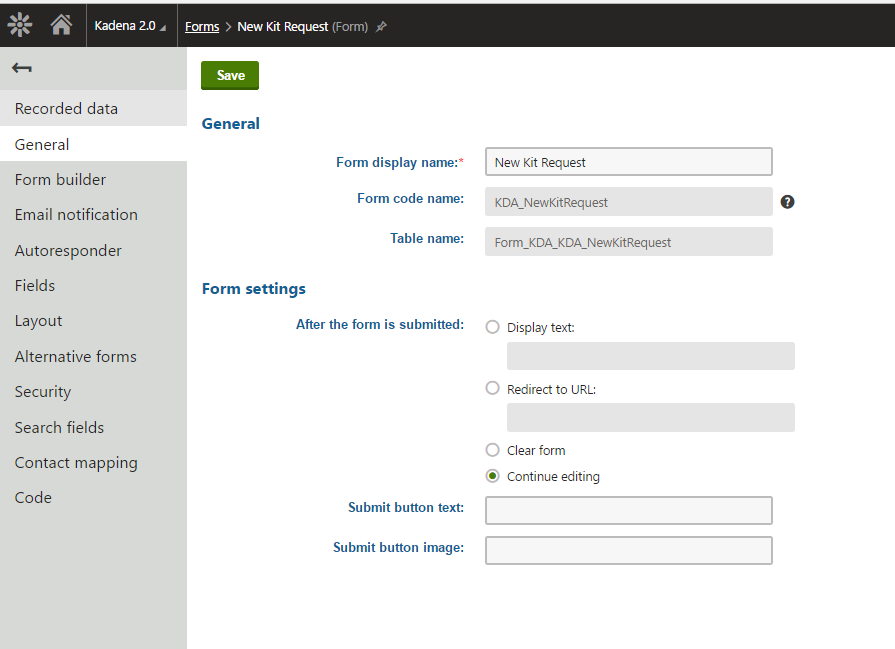 Kadena 2.0
Forms > New Kit Request (Form)
Save
Recorded data
General
Form builder
Email notification
Autoresponder
Fields
Layout
Alternative forms
Security
Search fields
Contact mapping
Code
General
Form display name:* New Kit Request
Form code name: KDA_NewKitRequest ?
Table name: Form_KDA_KDA_NewKitRequest
Form settings
After the form is submitted: Display text:
Redirect to URL:
Clear form
Continue editing
Submit button text:
Submit button image: